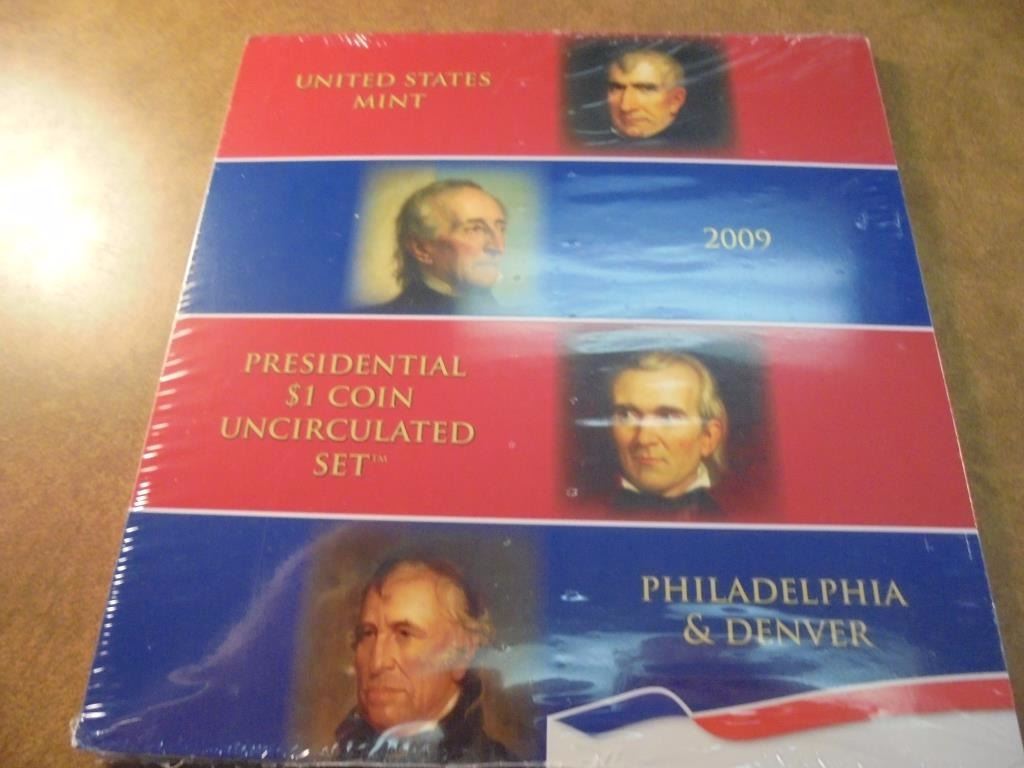 UNITED STATES
MINT
2009
PRESIDENTIAL
$1 COIN
UNCIRCULATED
SET™
PHILADELPHIA
& DENVER